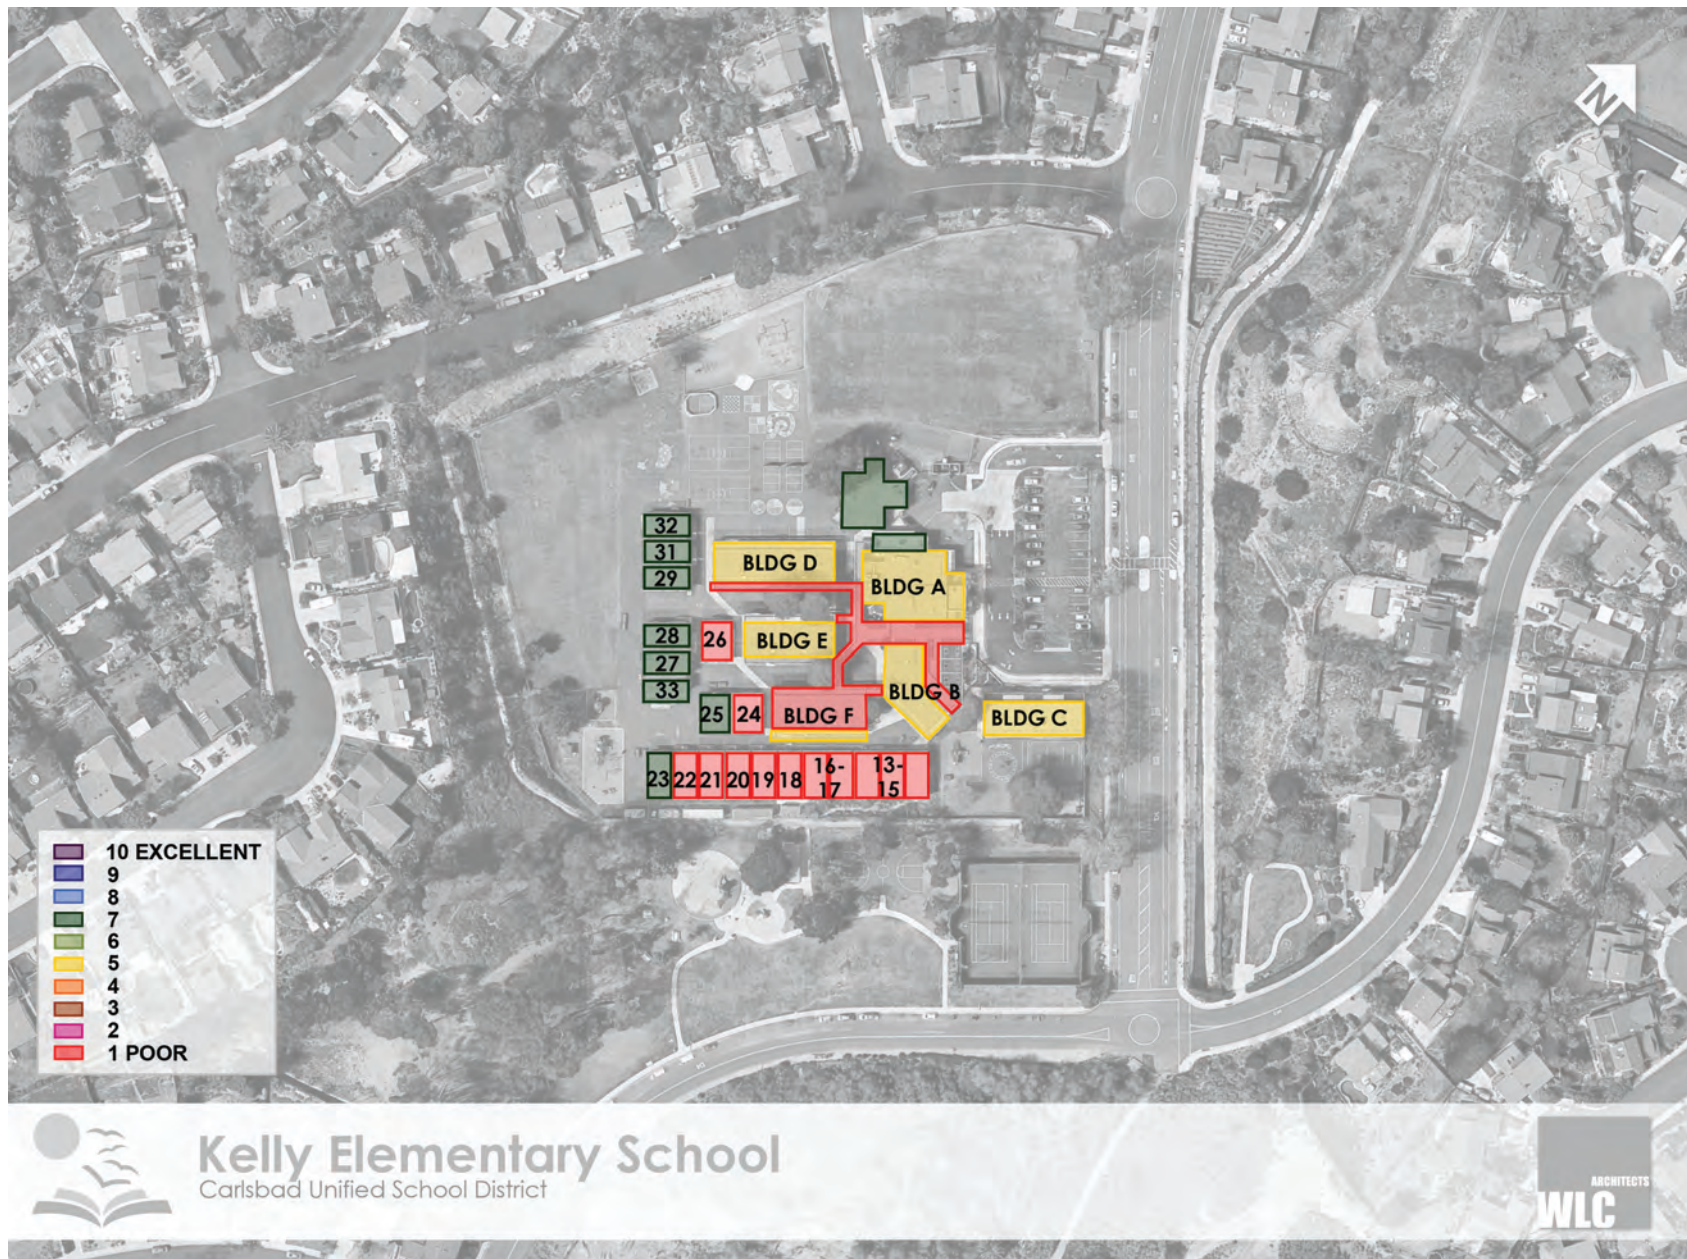 N
32
31
29
BLDG D
BLDG A
28
27
33
26
BLDG E
25
24
BLDG F
BLDG B
BLDG C
23
22
21
20
19
18
16-
17
13-
15
10 EXCELLENT
9
8
7
6
5
4
3
2
1 POOR
Kelly Elementary School
Carlsbad Unified School District
ARCHITECTS
WLC